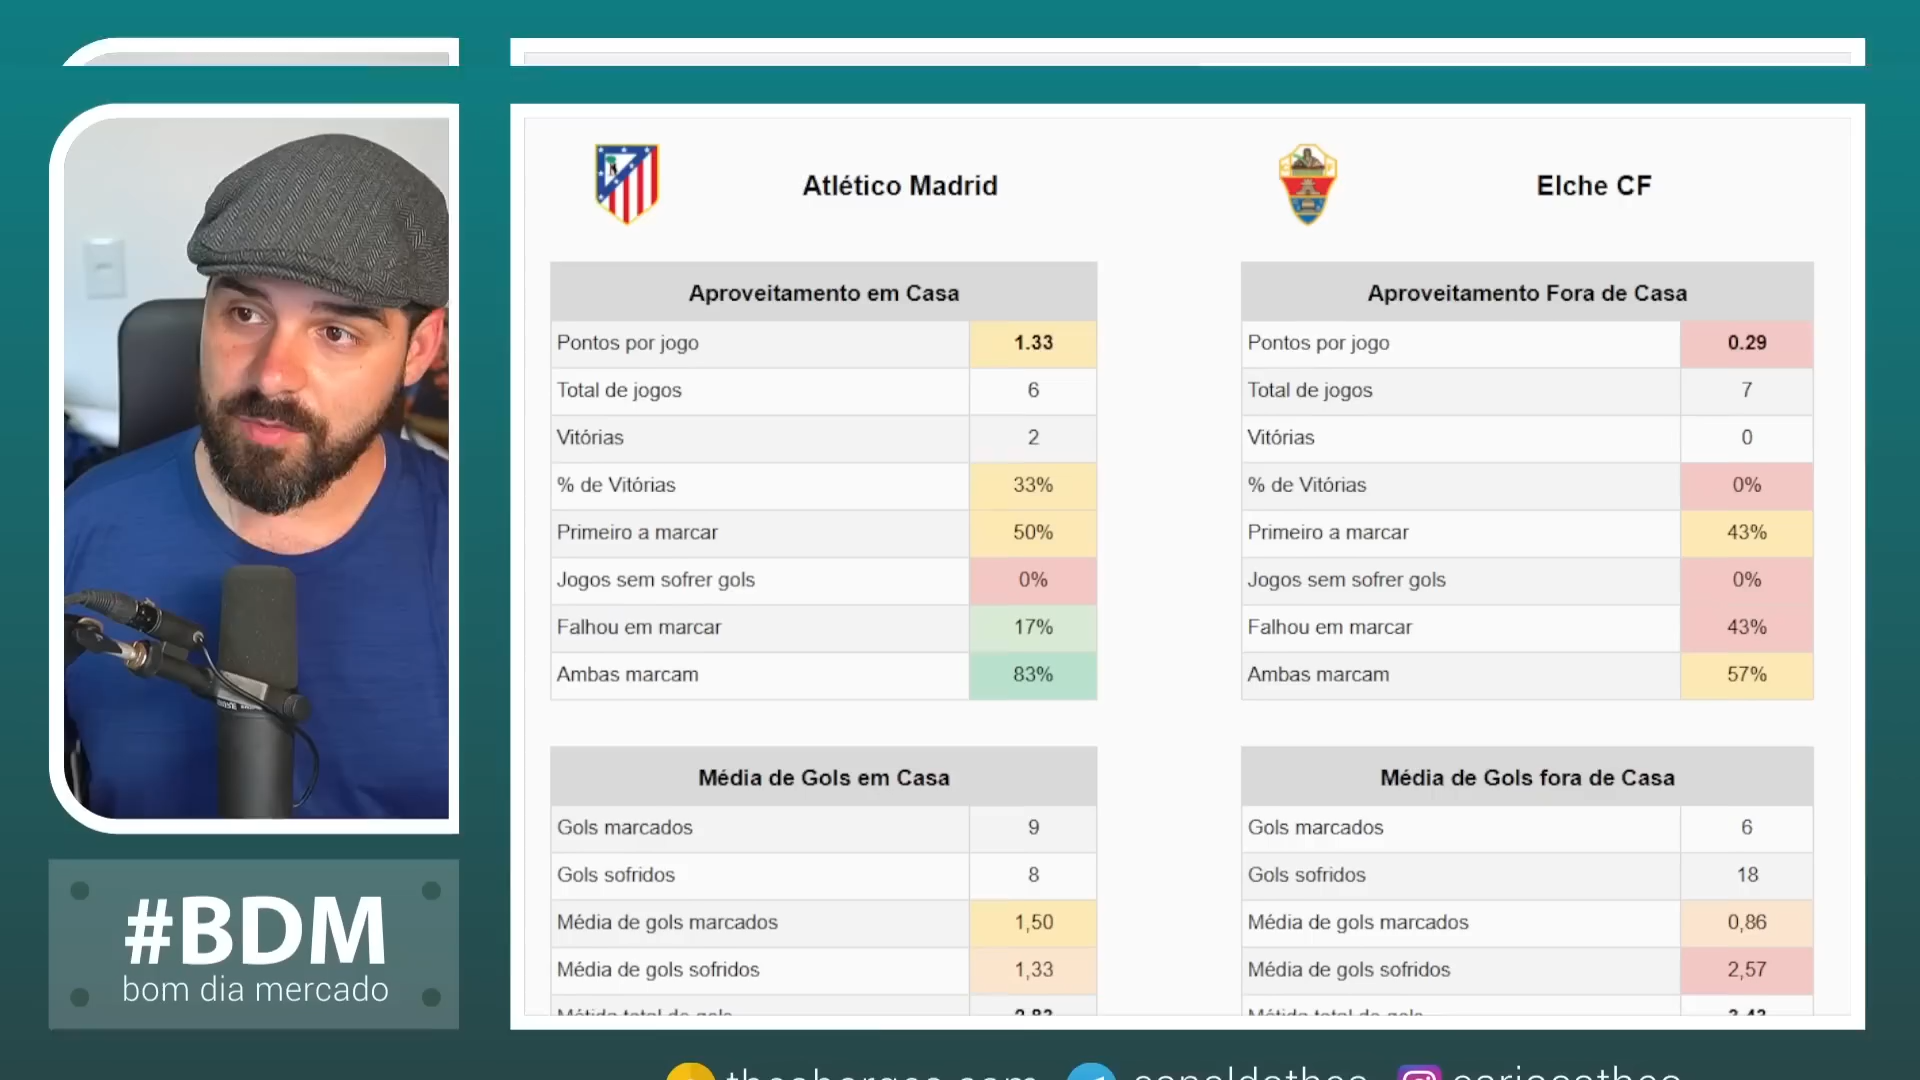 Atlético Madrid
Elche CF
Aproveitamento em Casa
Pontos por jogo 1.33
Total de jogos 6
Vitórias 2
% de Vitórias 33%
Primeiro a marcar 50%
Jogos sem sofrer gols 0%
Falhou em marcar 17%
Ambas marcam 83%
Aproveitamento Fora de Casa
Pontos por jogo 0.29
Total de jogos 7
Vitórias 0
% de Vitórias 0%
Primeiro a marcar 43%
Jogos sem sofrer gols 0%
Falhou em marcar 43%
Ambas marcam 57%
Média de Gols em Casa
Gols marcados 9
Gols sofridos 8
Média de gols marcados 1,50
Média de gols sofridos 1,33
Média de Gols fora de Casa
Gols marcados 6
Gols sofridos 18
Média de gols marcados 0,86
Média de gols sofridos 2,57
#BDM
bom dia mercado